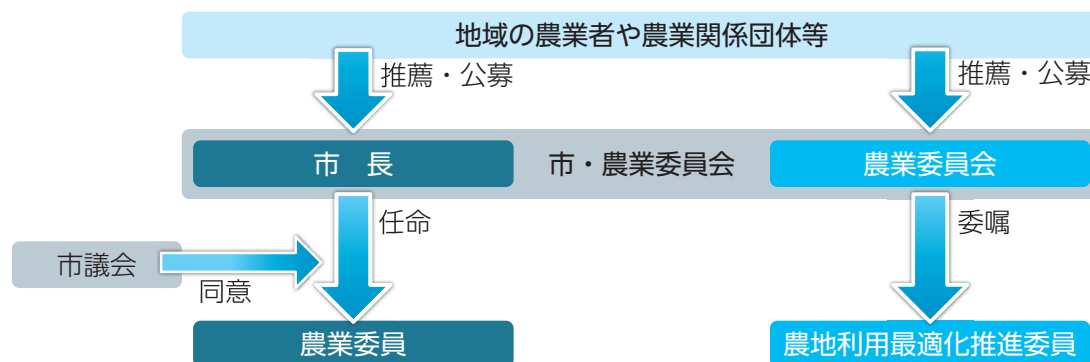 地域の農業者や農業関係団体等
推薦・公募
推薦・公募
市　長
市・農業委員会
農業委員会
任命
委嘱
市議会
同意
農業委員
農地利用最適化推進委員